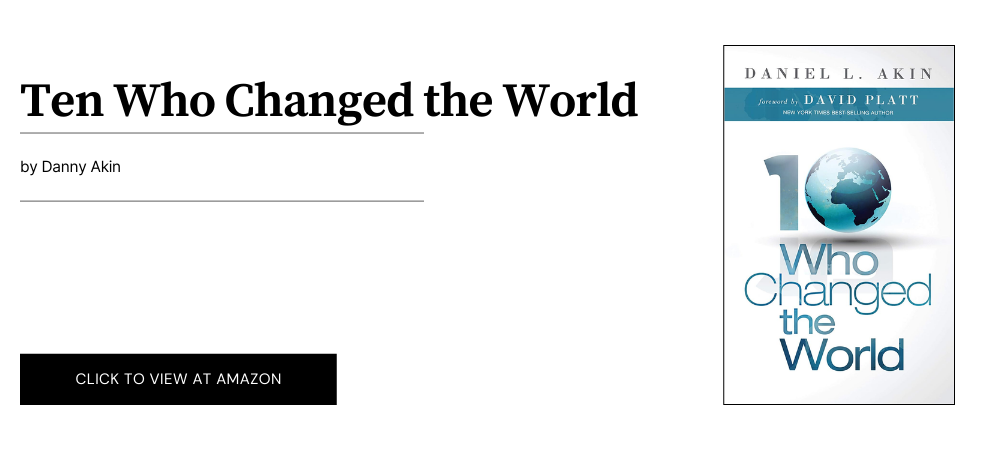 Ten Who Changed the World
by Danny Akin
CLICK TO VIEW AT AMAZON
DANIEL L. AKIN
foreword by DAVID PLATT
NEW YORK TIMES BEST-SELLING AUTHOR
10
Who
Changed
the
World